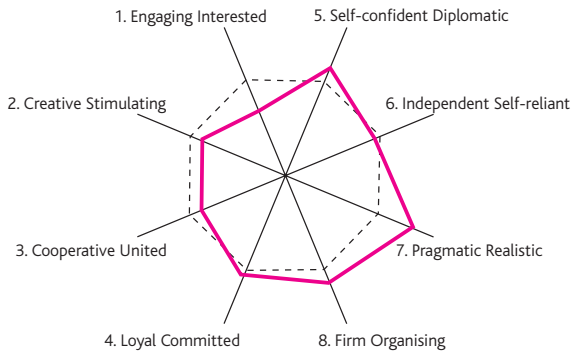 1. Engaging Interested
5. Self-confident Diplomatic
2. Creative Stimulating
6. Independent Self-reliant
3. Cooperative United
7. Pragmatic Realistic
4. Loyal Committed
8. Firm Organising